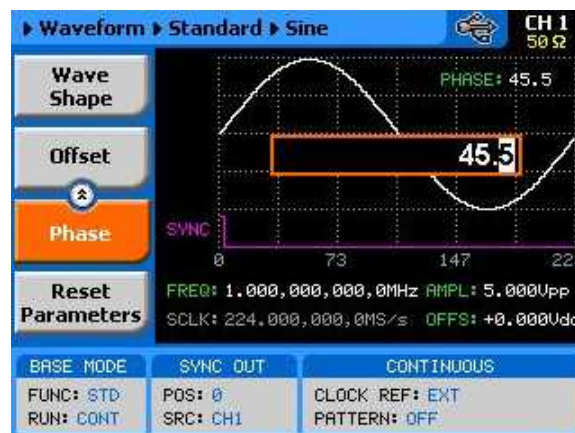 Waveform Standard Sine
CH 1
50 Ω
Wave
Shape
PHASE: 45.5
Offset
45.5
Phase
SYNC
0 73 147 22
Reset
Parameters
FREQ: 1.000,000,000,0MHz AMPL: 5.000Vpp
SCLK: 224.000,000,0MS/s OFFS: +0.000Vdc
BASE MODE SYNC OUT CONTINUOUS
FUNC: STD POS: 0 CLOCK REF: EXT
RUN: CONT SRC: CH1 PATTERN: OFF